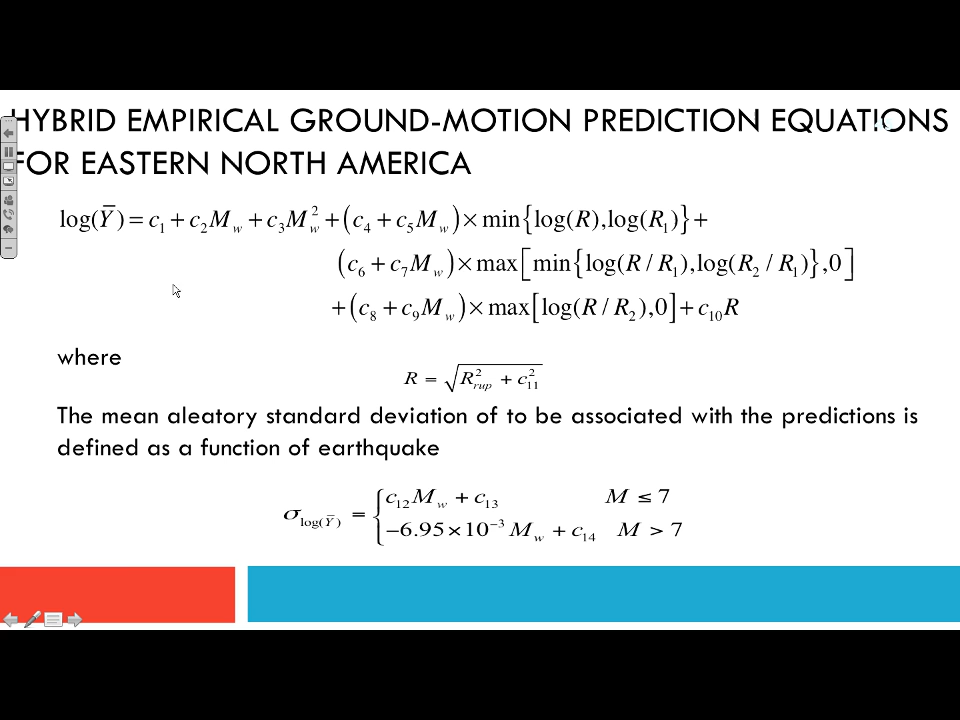 HYBRID EMPIRICAL GROUND-MOTION PREDICTION EQUATIONS
FOR EASTERN NORTH AMERICA
log(Y̅) = c₁ + c₂M_w + c₃M_w² + (c₄ + c₅M_w) × min{log(R),log(R₁)} +
(c₆ + c₇M_w) × max[min{log(R / R₁),log(R₂ / R₁)},0]
+ (c₈ + c₉M_w) × max[log(R / R₂),0] + c₁₀R
where
R = √(R_rup² + c₁₁²)
The mean aleatory standard deviation of to be associated with the predictions is
defined as a function of earthquake
σ_log(Y̅) = { c₁₂M_w + c₁₃ M ≤ 7
−6.95×10⁻³M_w + c₁₄ M > 7